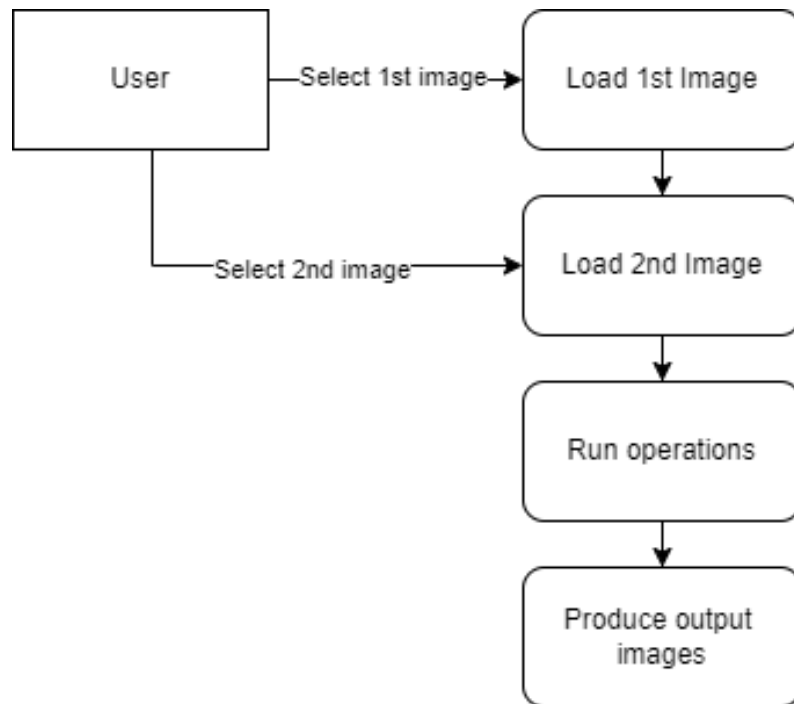 User
Select 1st image
Load 1st Image
Select 2nd image
Load 2nd Image
Run operations
Produce output
images